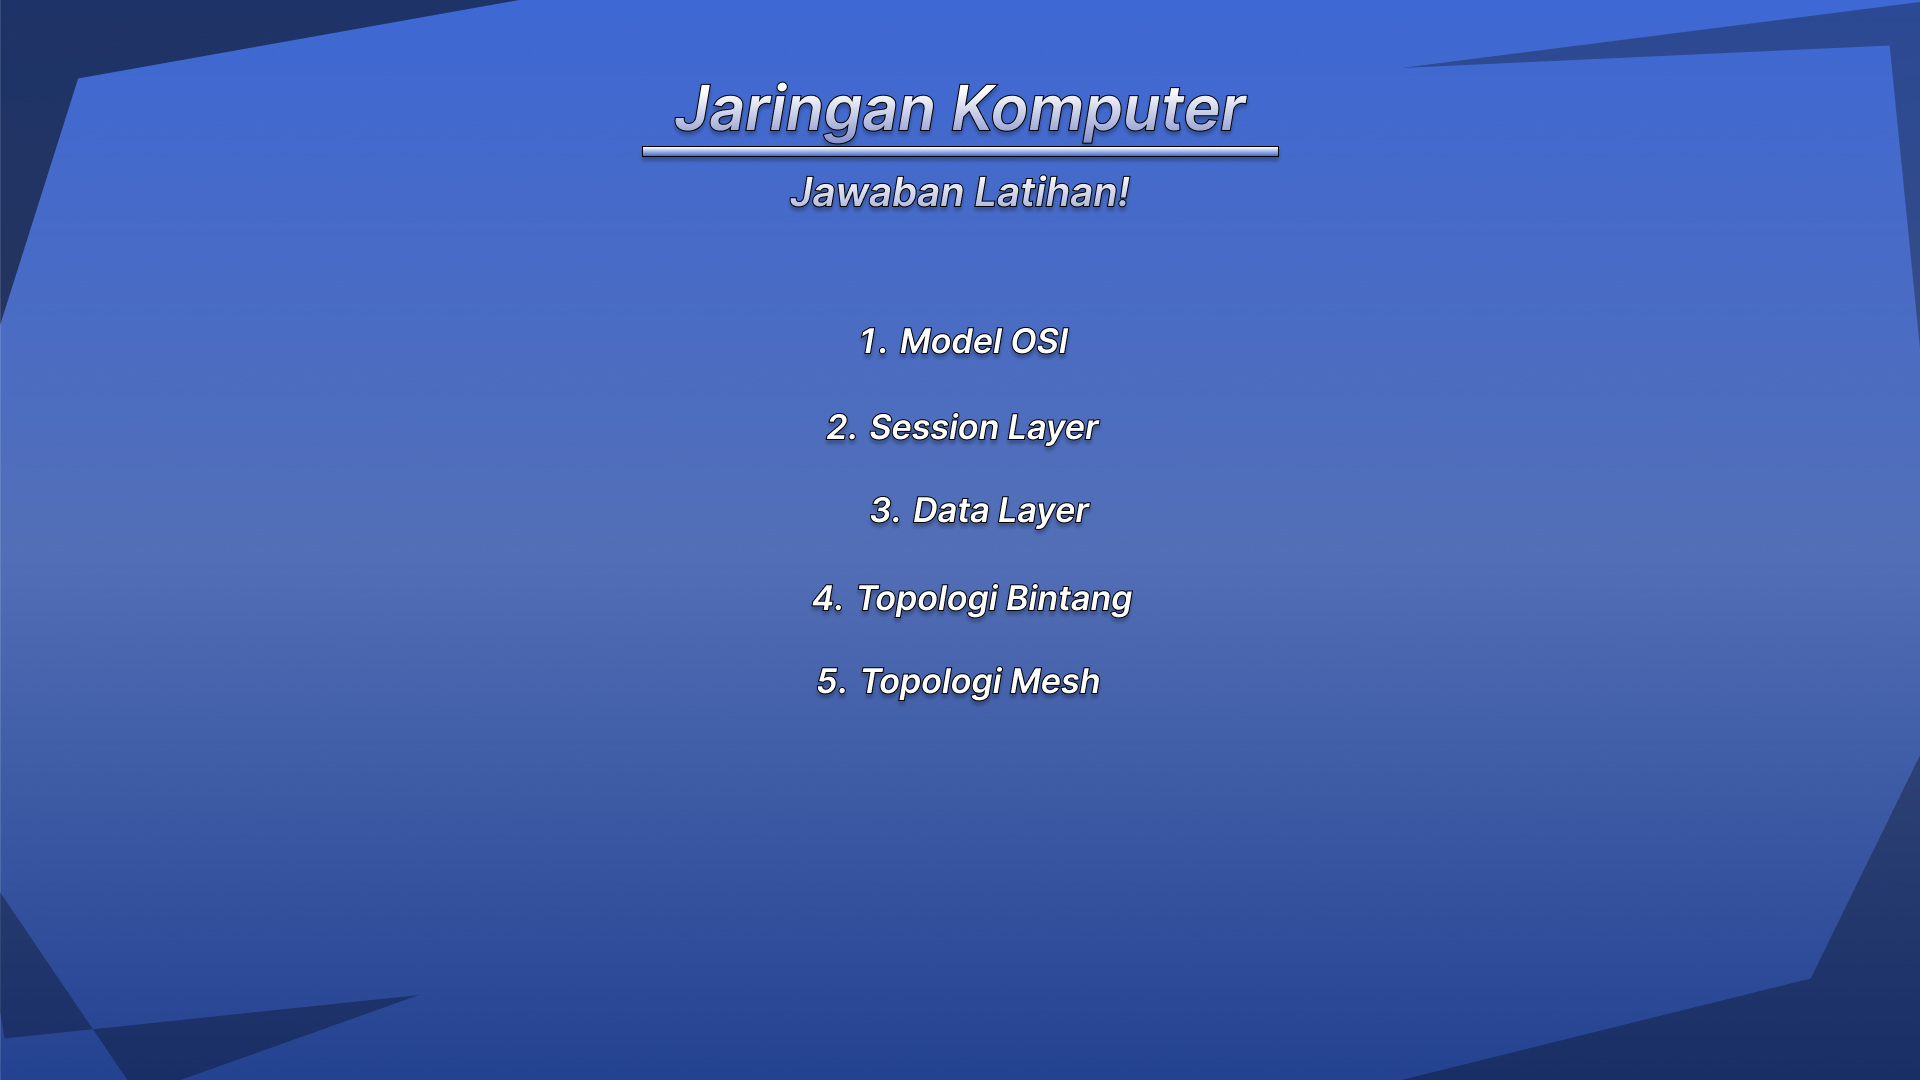 Jaringan Komputer
Jawaban Latihan!
1. Model OSI
2. Session Layer
3. Data Layer
4. Topologi Bintang
5. Topologi Mesh